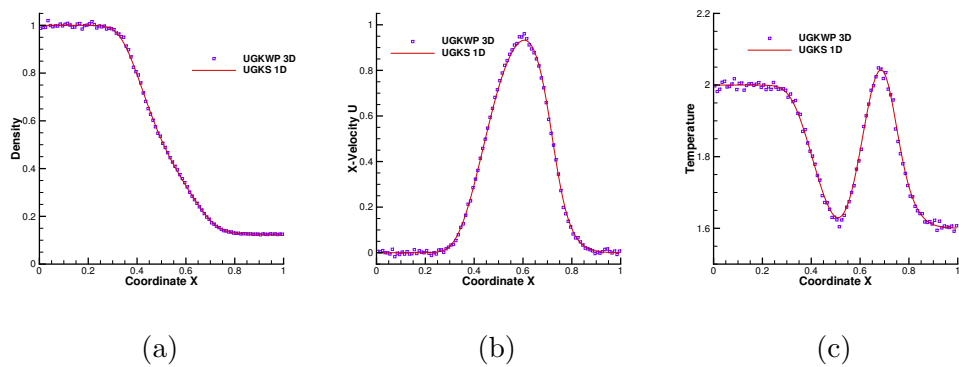 UGKWP 3D
UGKS 1D
Density
1
0.8
0.6
0.4
0.2
0
0 0.2 0.4 0.6 0.8 1
Coordinate X
(a)
UGKWP 3D
UGKS 1D
X-Velocity U
1
0.8
0.6
0.4
0.2
0
0 0.2 0.4 0.6 0.8 1
Coordinate X
(b)
UGKWP 3D
UGKS 1D
Temperature
2.2
2
1.8
1.6
0 0.2 0.4 0.6 0.8 1
Coordinate X
(c)